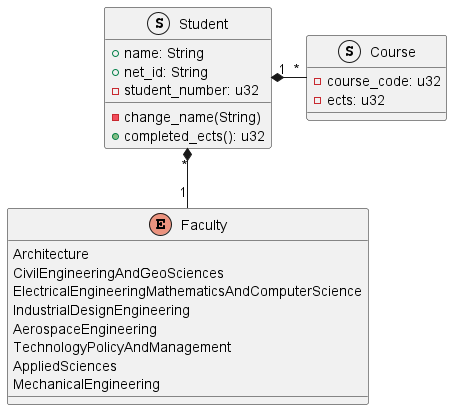 S Student
name: String
net_id: String
student_number: u32
change_name(String)
completed_ects(): u32
1 *
S Course
course_code: u32
ects: u32
*
1
E Faculty
Architecture
CivilEngineeringAndGeoSciences
ElectricalEngineeringMathematicsAndComputerScience
IndustrialDesignEngineering
AerospaceEngineering
TechnologyPolicyAndManagement
AppliedSciences
MechanicalEngineering